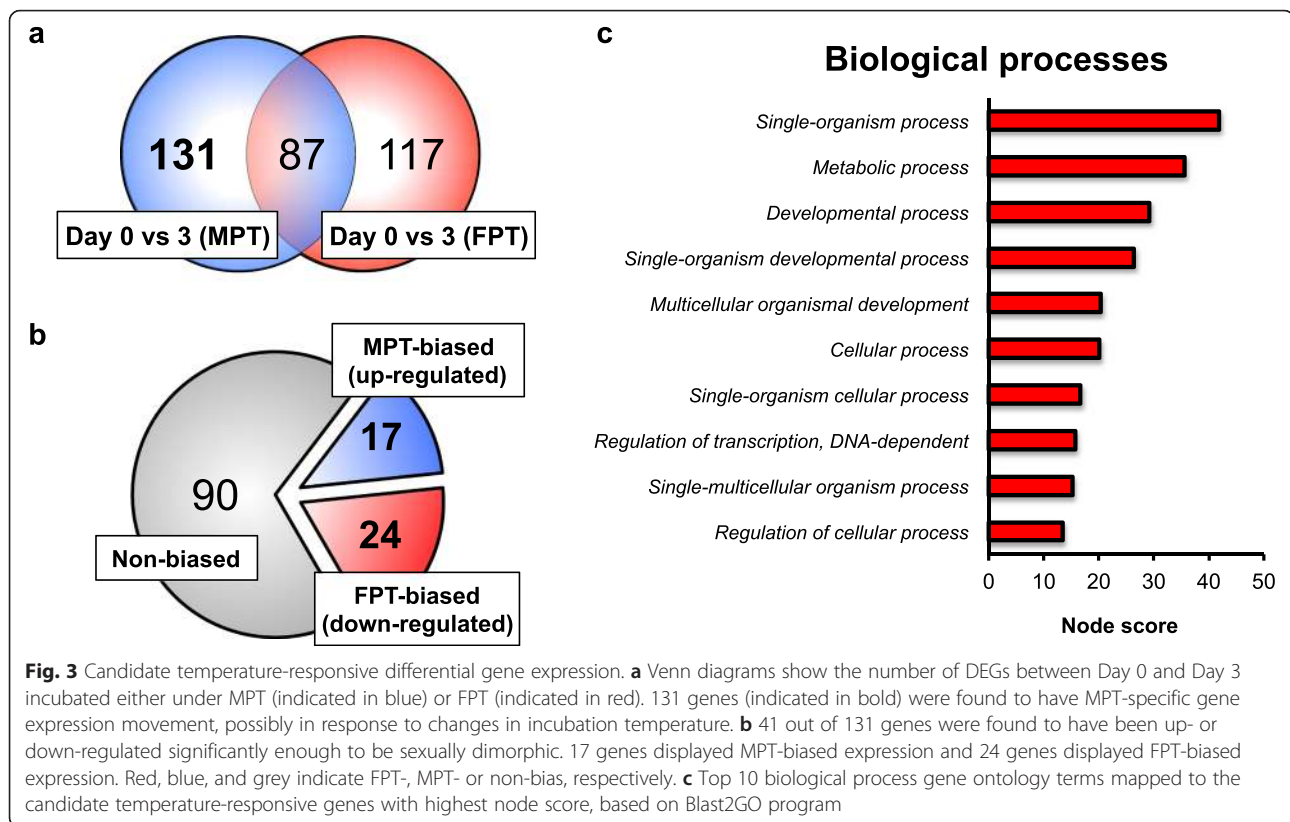 a
131
87
117
Day 0 vs 3 (MPT)
Day 0 vs 3 (FPT)
b
MPT-biased
(up-regulated)
17
90
24
Non-biased
FPT-biased
(down-regulated)
c
Biological processes
Single-organism process
Metabolic process
Developmental process
Single-organism developmental process
Multicellular organismal development
Cellular process
Single-organism cellular process
Regulation of transcription, DNA-dependent
Single-multicellular organism process
Regulation of cellular process
0 10 20 30 40 50
Node score
Fig. 3 Candidate temperature-responsive differential gene expression. a Venn diagrams show the number of DEGs between Day 0 and Day 3
incubated either under MPT (indicated in blue) or FPT (indicated in red). 131 genes (indicated in bold) were found to have MPT-specific gene
expression movement, possibly in response to changes in incubation temperature. b 41 out of 131 genes were found to have been up- or
down-regulated significantly enough to be sexually dimorphic. 17 genes displayed MPT-biased expression and 24 genes displayed FPT-biased
expression. Red, blue, and grey indicate FPT-, MPT- or non-bias, respectively. c Top 10 biological process gene ontology terms mapped to the
candidate temperature-responsive genes with highest node score, based on Blast2GO program